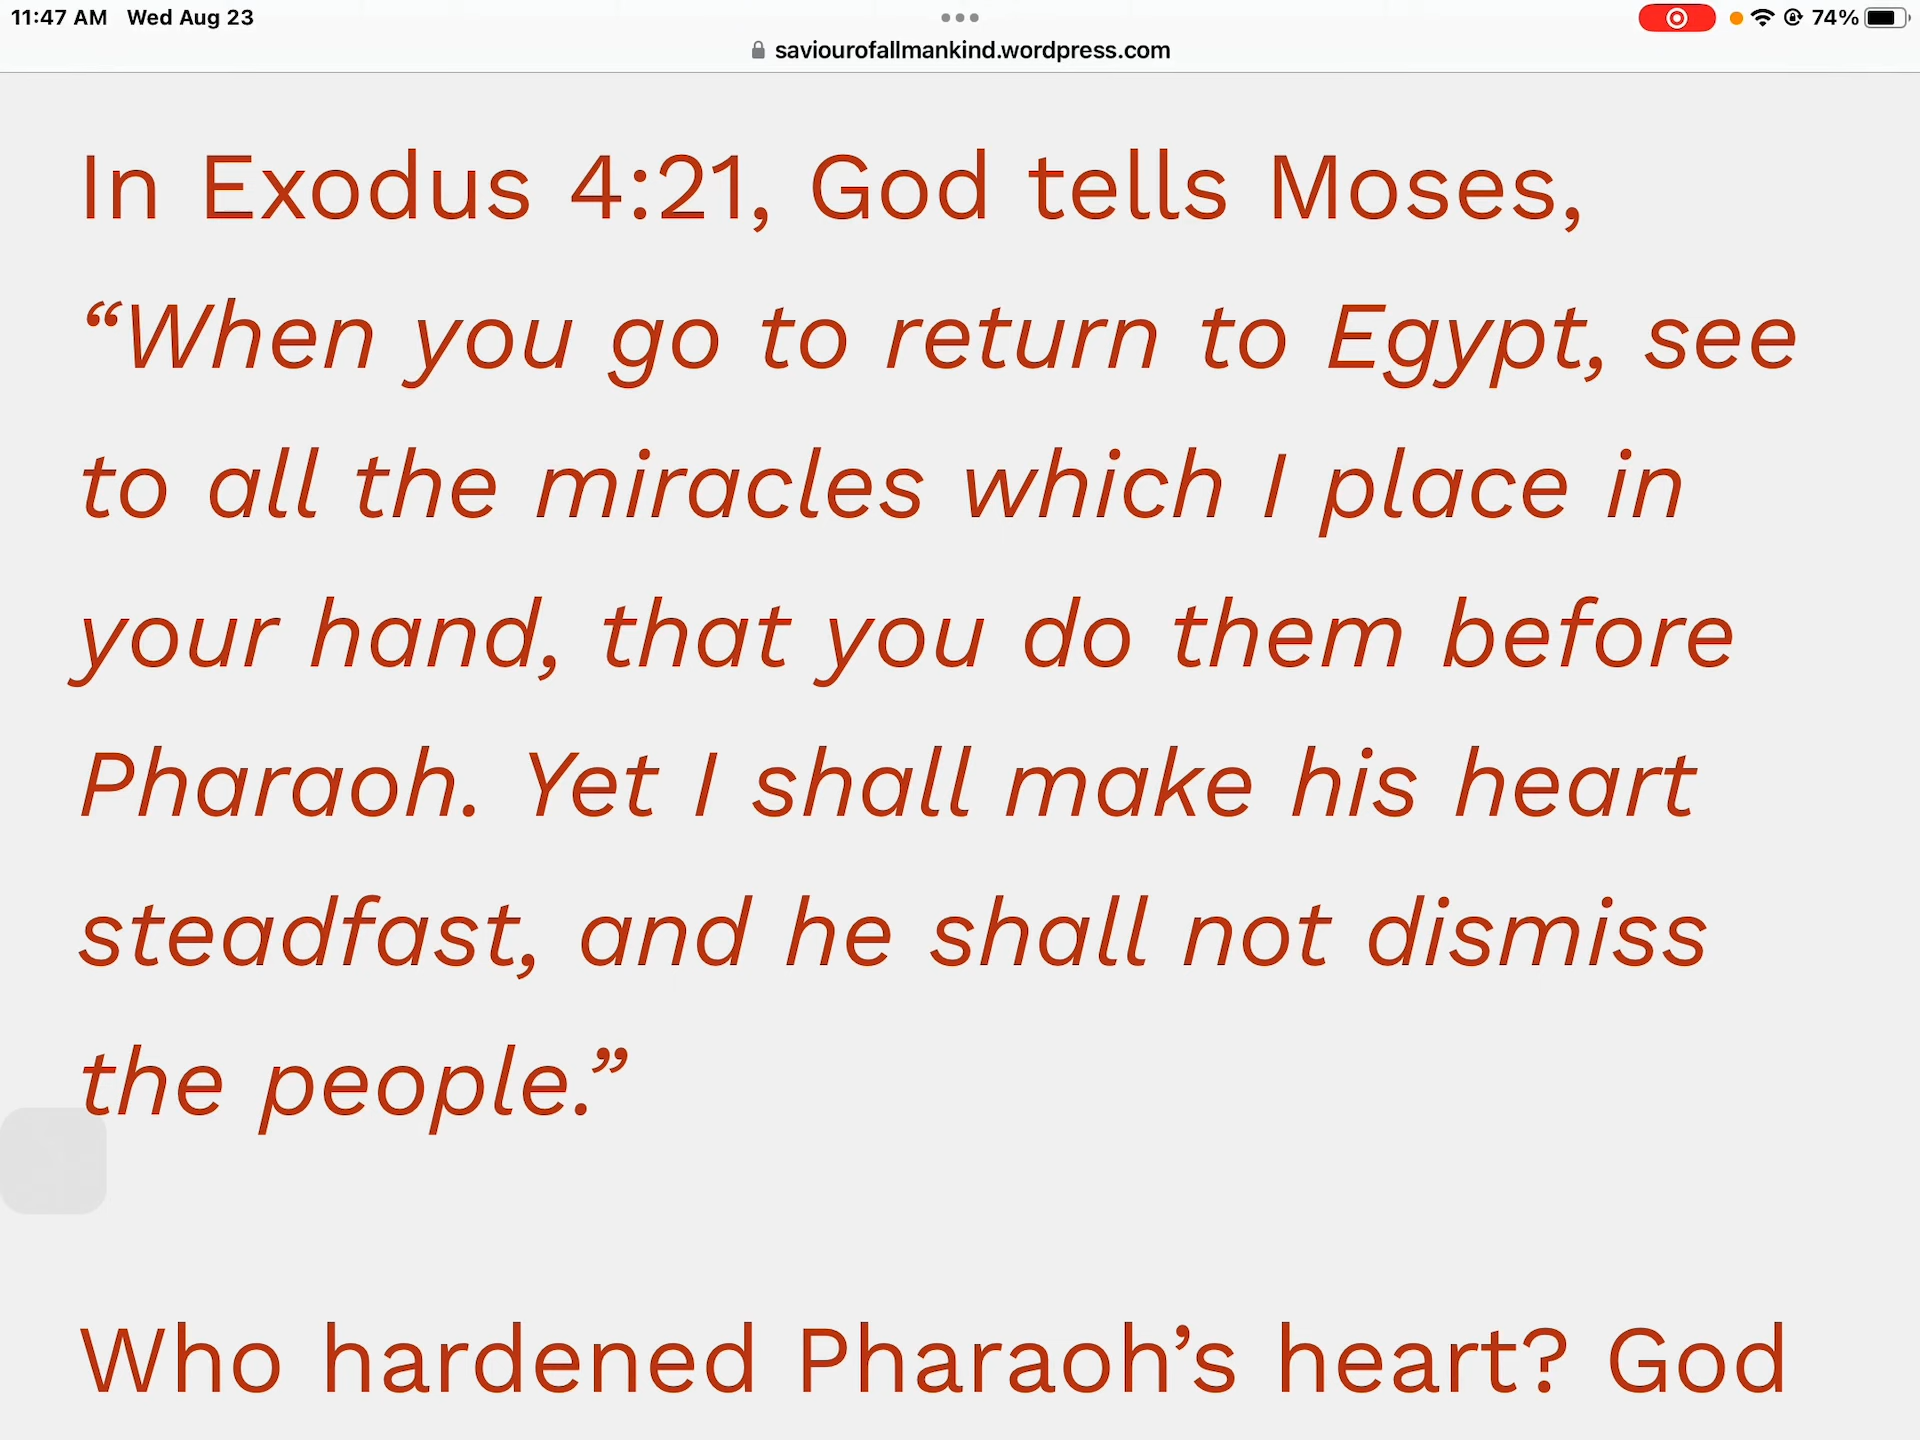 11:47 AM Wed Aug 23
74%
saviourofallmankind.wordpress.com
In Exodus 4:21, God tells Moses,
“When you go to return to Egypt, see
to all the miracles which I place in
your hand, that you do them before
Pharaoh. Yet I shall make his heart
steadfast, and he shall not dismiss
the people.”
Who hardened Pharaoh’s heart? God